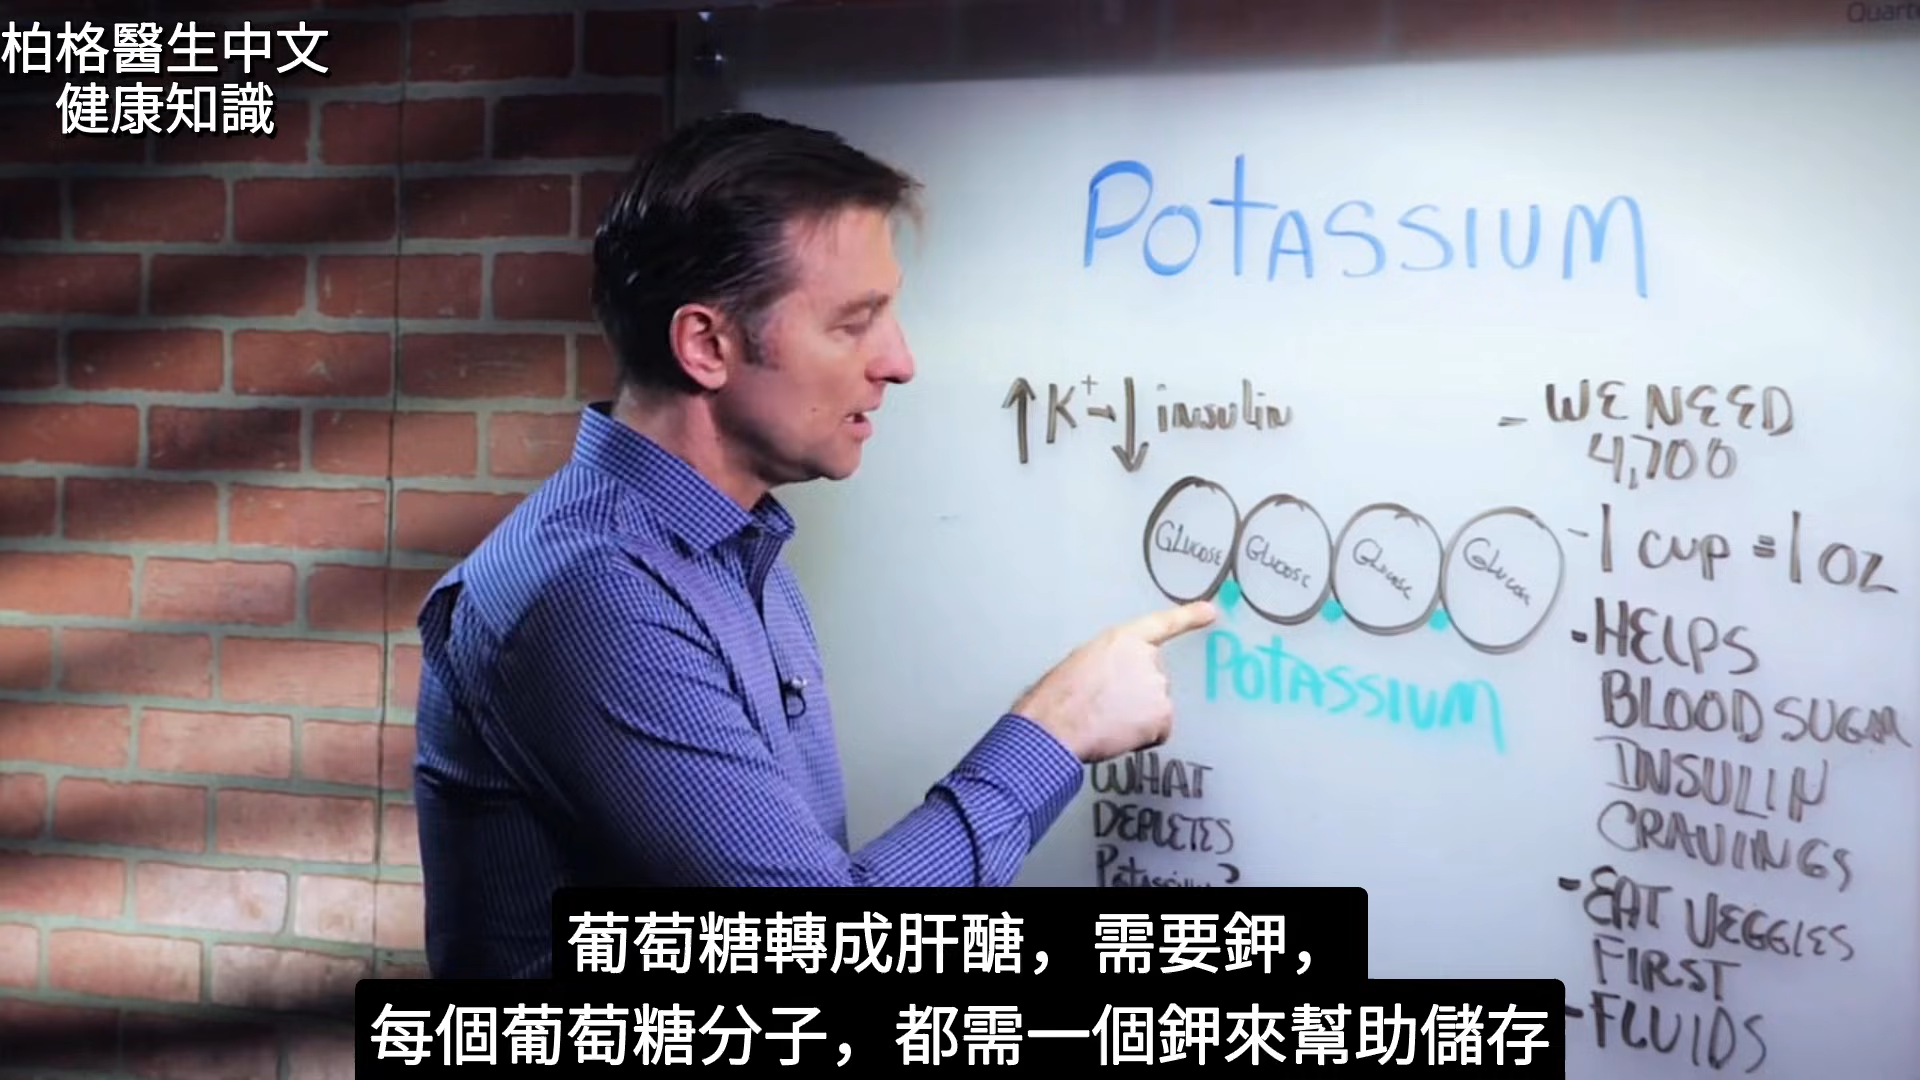 柏格醫生中文
健康知識
Quart
POTASSIUM
↑K+→↓insulin
- WE NEED
4,700
GLUCOSE GLUCOSE GLUCOSE GLUCOSE
-1 CUP = 1 OZ
POTASSIUM
- HELPS
BLOOD SUGAR
INSULIN
CRAVINGS
WHAT
DEPLETES
Potassium?
- EAT VEGGIES
FIRST
- FLUIDS
葡萄糖轉成肝醣，需要鉀，
每個葡萄糖分子，都需一個鉀來幫助儲存